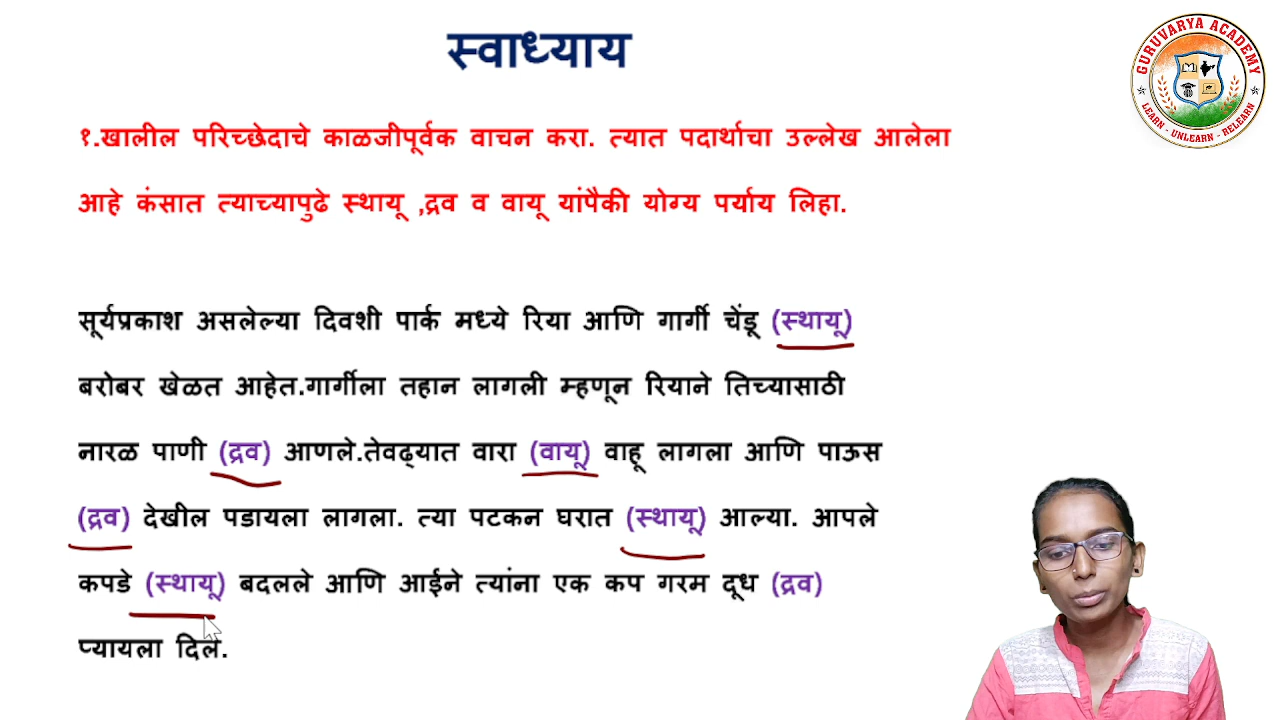 स्वाध्याय
GURUVARYA ACADEMY
LEARN - UNLEARN - RELEARN
१.खालील परिच्छेदाचे काळजीपूर्वक वाचन करा. त्यात पदार्थाचा उल्लेख आलेला
आहे कंसात त्याच्यापुढे स्थायू ,द्रव व वायू यांपैकी योग्य पर्याय लिहा.
सूर्यप्रकाश असलेल्या दिवशी पार्क मध्ये रिया आणि गार्गी चेंडू (स्थायू)
बरोबर खेळत आहेत.गार्गीला तहान लागली म्हणून रियाने तिच्यासाठी
नारळ पाणी (द्रव) आणले.तेवढ्यात वारा (वायू) वाहू लागला आणि पाऊस
(द्रव) देखील पडायला लागला. त्या पटकन घरात (स्थायू) आल्या. आपले
कपडे (स्थायू) बदलले आणि आईने त्यांना एक कप गरम दूध (द्रव)
प्यायला दिले.